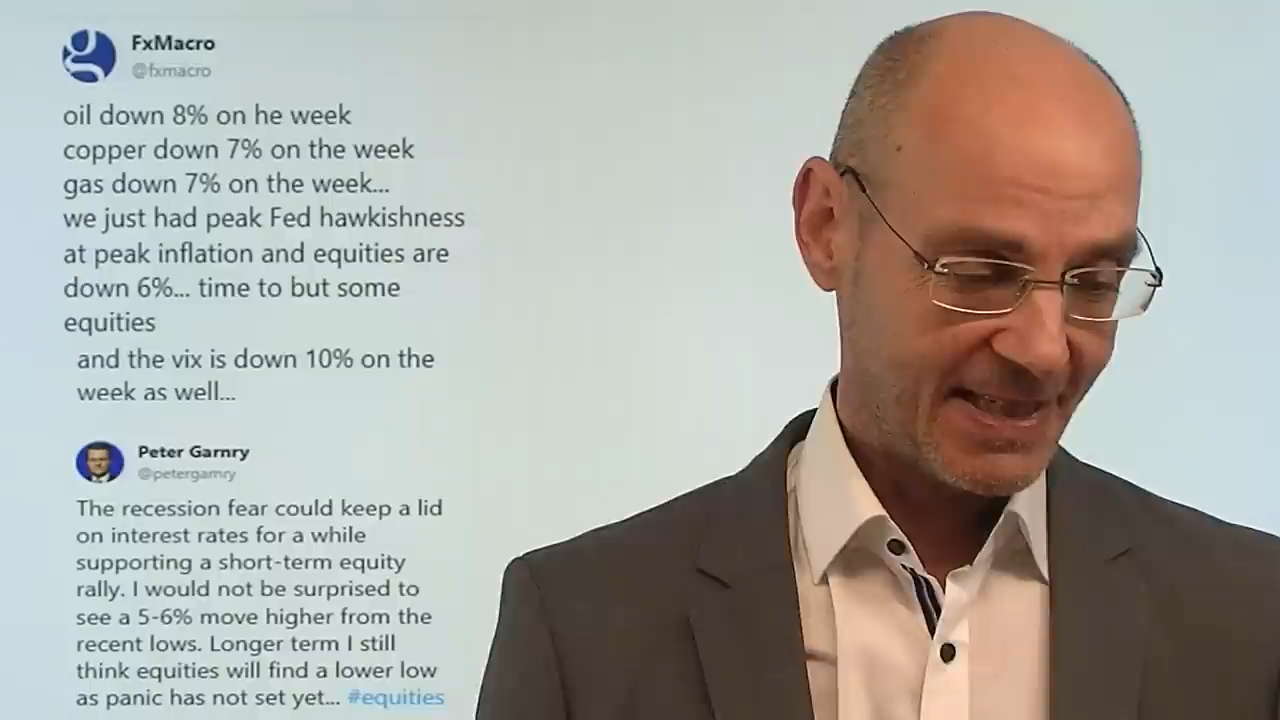 FxMacro
@fxmacro
oil down 8% on he week
copper down 7% on the week
gas down 7% on the week...
we just had peak Fed hawkishness
at peak inflation and equities are
down 6%... time to but some
equities
and the vix is down 10% on the
week as well...
Peter Garnry
@petergarnry
The recession fear could keep a lid
on interest rates for a while
supporting a short-term equity
rally. I would not be surprised to
see a 5-6% move higher from the
recent lows. Longer term I still
think equities will find a lower low
as panic has not set yet... #equities